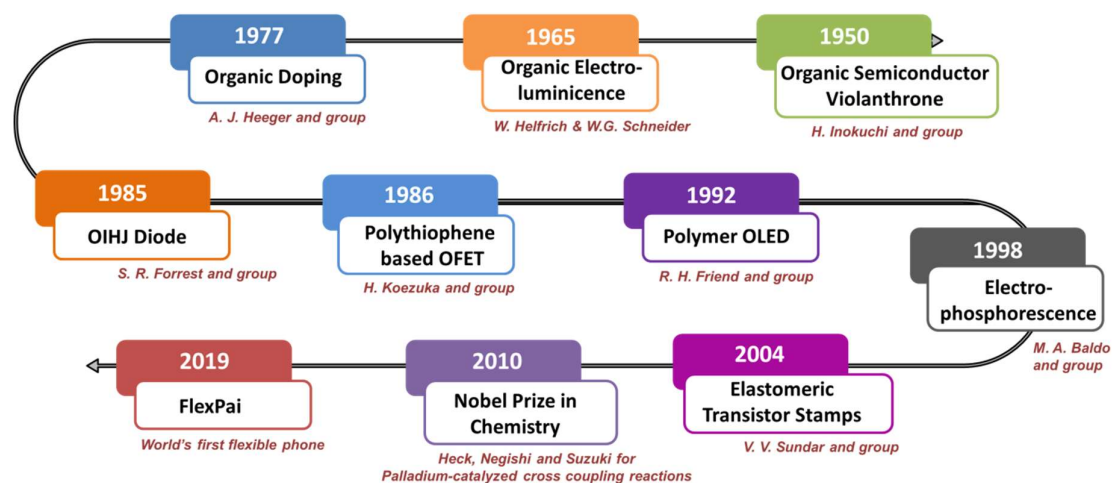 1977
Organic Doping
A. J. Heeger and group
1965
Organic Electro-
luminicence
W. Helfrich & W.G. Schneider
1950
Organic Semiconductor
Violanthrone
H. Inokuchi and group
1985
OIHJ Diode
S. R. Forrest and group
1986
Polythiophene
based OFET
H. Koezuka and group
1992
Polymer OLED
R. H. Friend and group
1998
Electro-
phosphorescence
M. A. Baldo
and group
2019
FlexPai
World's first flexible phone
2010
Nobel Prize in
Chemistry
Heck, Negishi and Suzuki for
Palladium-catalyzed cross coupling reactions
2004
Elastomeric
Transistor Stamps
V. V. Sundar and group